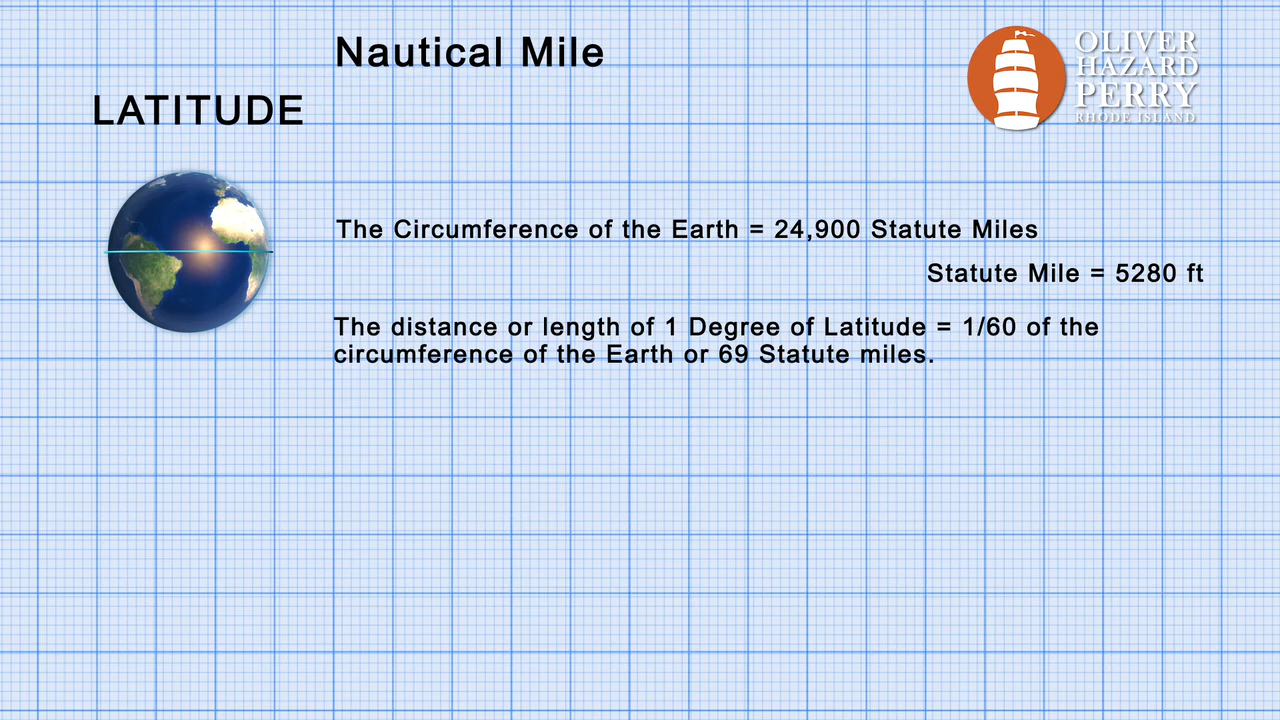 Nautical Mile
OLIVER
HAZARD
PERRY
RHODE ISLAND
LATITUDE
The Circumference of the Earth = 24,900 Statute Miles
Statute Mile = 5280 ft
The distance or length of 1 Degree of Latitude = 1/60 of the
circumference of the Earth or 69 Statute miles.